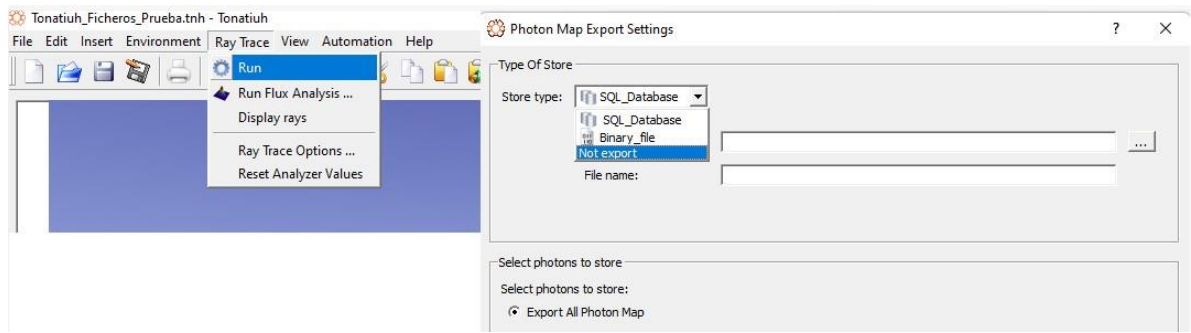 Tonatiuh_Ficheros_Prueba.tnh - Tonatiuh
File Edit Insert Environment Ray Trace View Automation Help
Run
Run Flux Analysis ...
Display rays
Ray Trace Options ...
Reset Analyzer Values
Photon Map Export Settings
? ×
Type Of Store
Store type: SQL_Database
SQL_Database
Binary_file
Not export
...
File name:
Select photons to store
Select photons to store:
Export All Photon Map